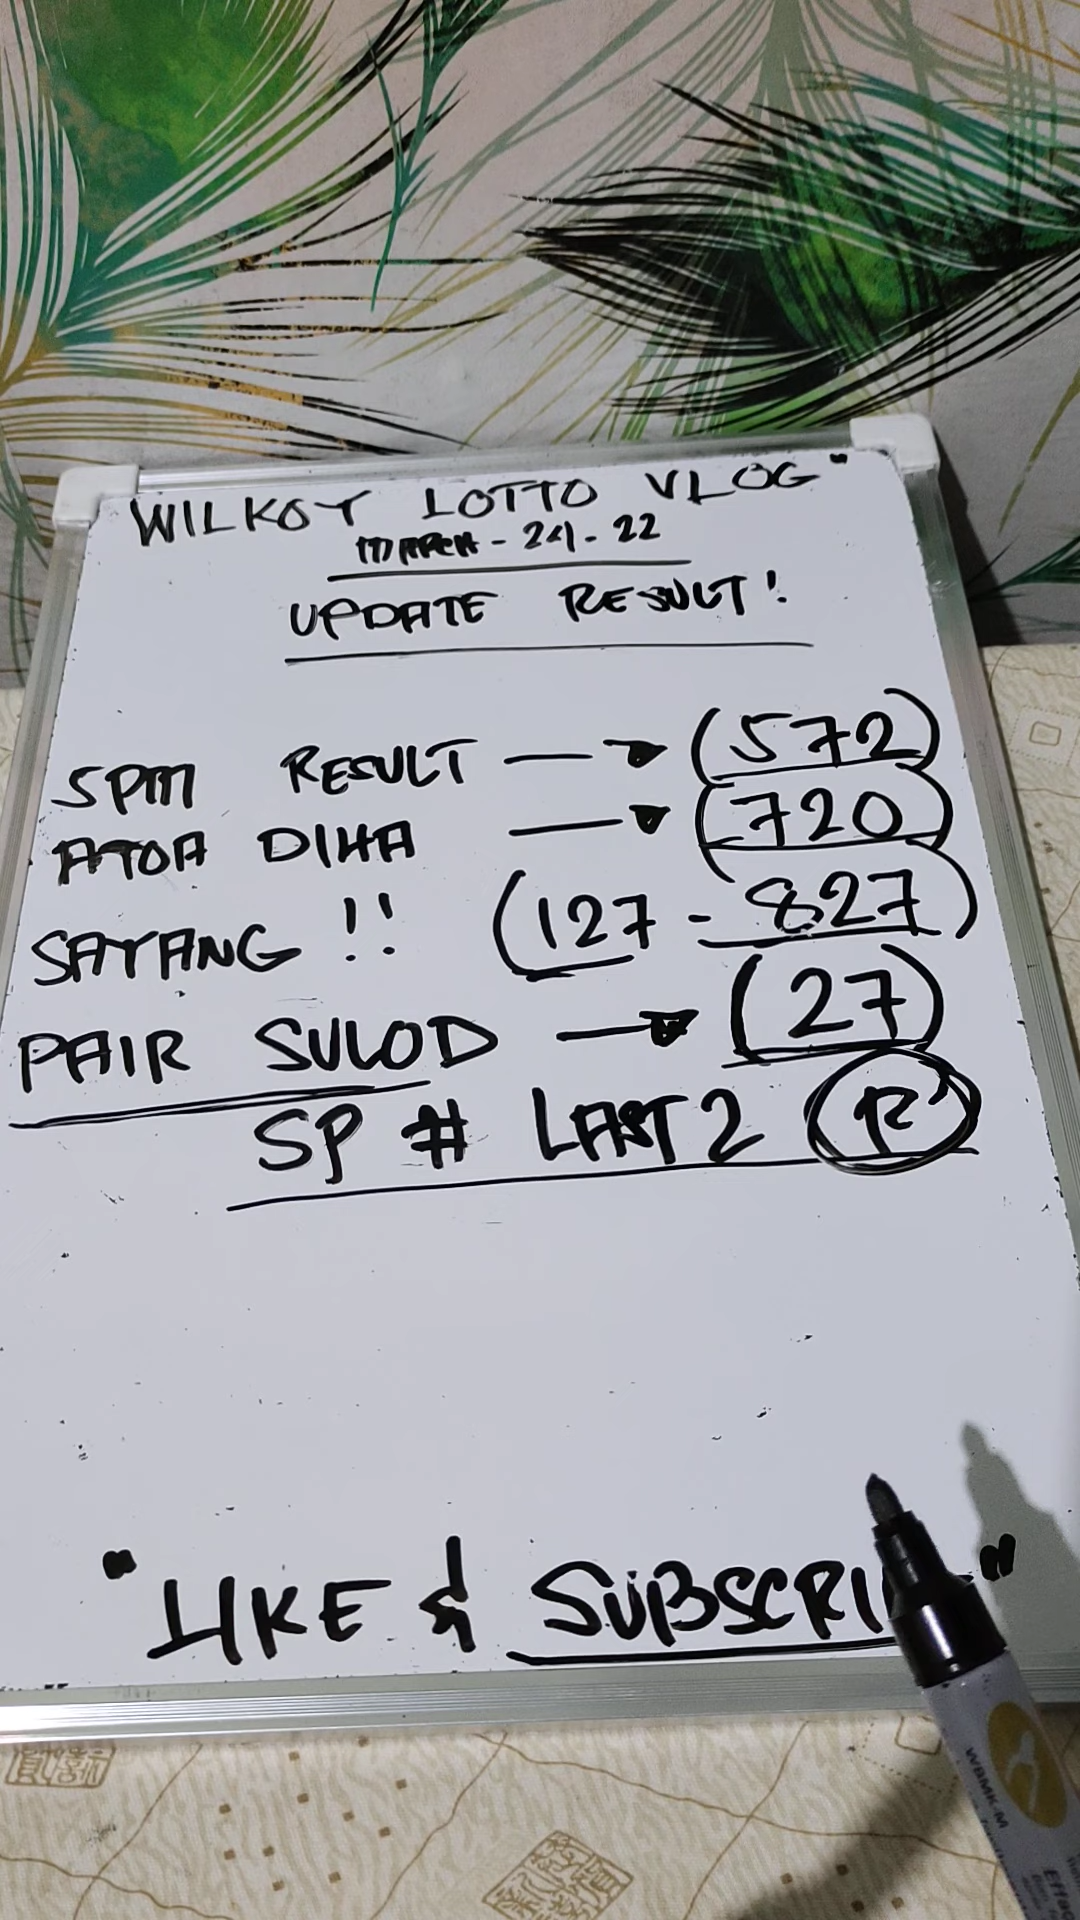 WILKOY LOTTO VLOG"
MARCH - 24 - 22
UPDATE RESULT!
5PM RESULT → (572)
ATOA DIHA → (720)
SAYANG!! (127 - 827)
PAIR SULOD → (27)
SP # LAST 2 R
"LIKE & SUBSCRI"
WBMK-M